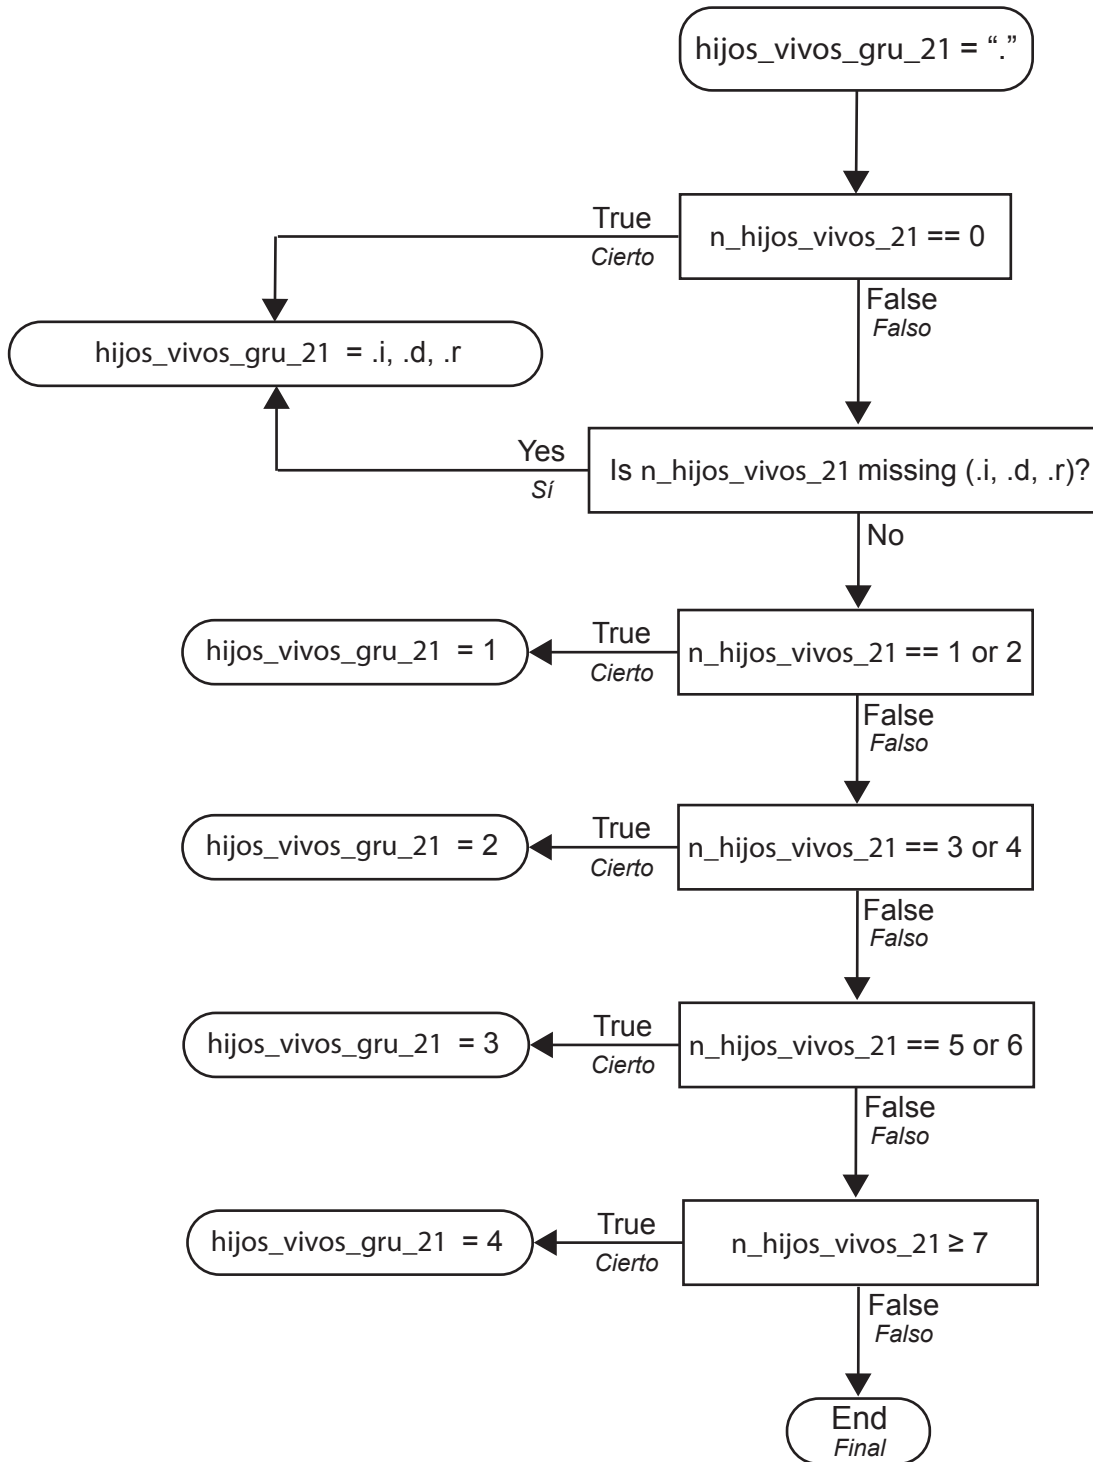 hijos_vivos_gru_21 = “.”
True
Cierto
n_hijos_vivos_21 == 0
False
Falso
hijos_vivos_gru_21 = .i, .d, .r
Yes
Sí
Is n_hijos_vivos_21 missing (.i, .d, .r)?
No
hijos_vivos_gru_21 = 1
True
Cierto
n_hijos_vivos_21 == 1 or 2
False
Falso
hijos_vivos_gru_21 = 2
True
Cierto
n_hijos_vivos_21 == 3 or 4
False
Falso
hijos_vivos_gru_21 = 3
True
Cierto
n_hijos_vivos_21 == 5 or 6
False
Falso
hijos_vivos_gru_21 = 4
True
Cierto
n_hijos_vivos_21 ≥ 7
False
Falso
End
Final